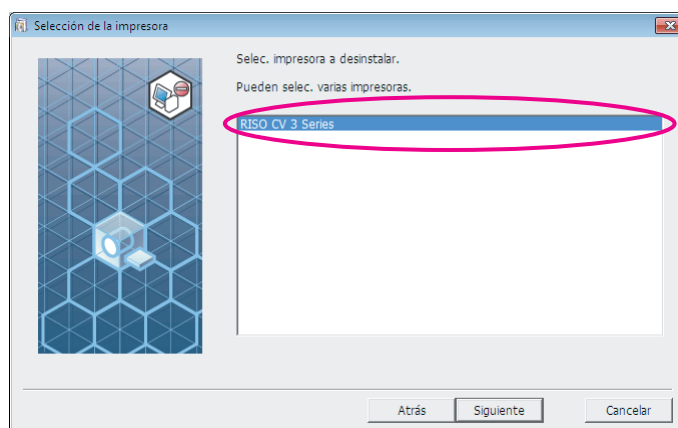 Selección de la impresora
Selec. impresora a desinstalar.
Pueden selec. varias impresoras.
RISO CV 3 Series
Atrás
Siguiente
Cancelar